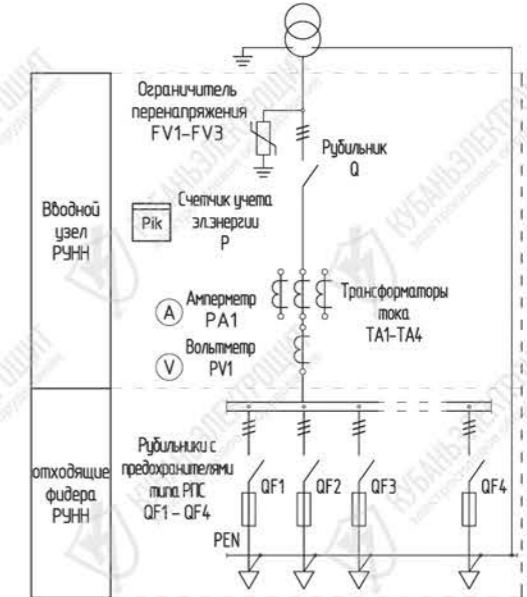 Ограничитель
перенапряжения
FV1-FV3
Рубильник
Q
Вводной
узел
РУНН
Pik
Счетчик учета
эл.энергии
P
A
Амперметр
PA1
Трансформаторы
тока
TA1-TA4
V
Вольтметр
PV1
отходящие
фидера
РУНН
Рубильники с
предохранителями
типа РПС
QF1 - QF4
QF1
QF2
QF3
QF4
PEN
КУБАНЬЭЛЕКТРОЩИТ